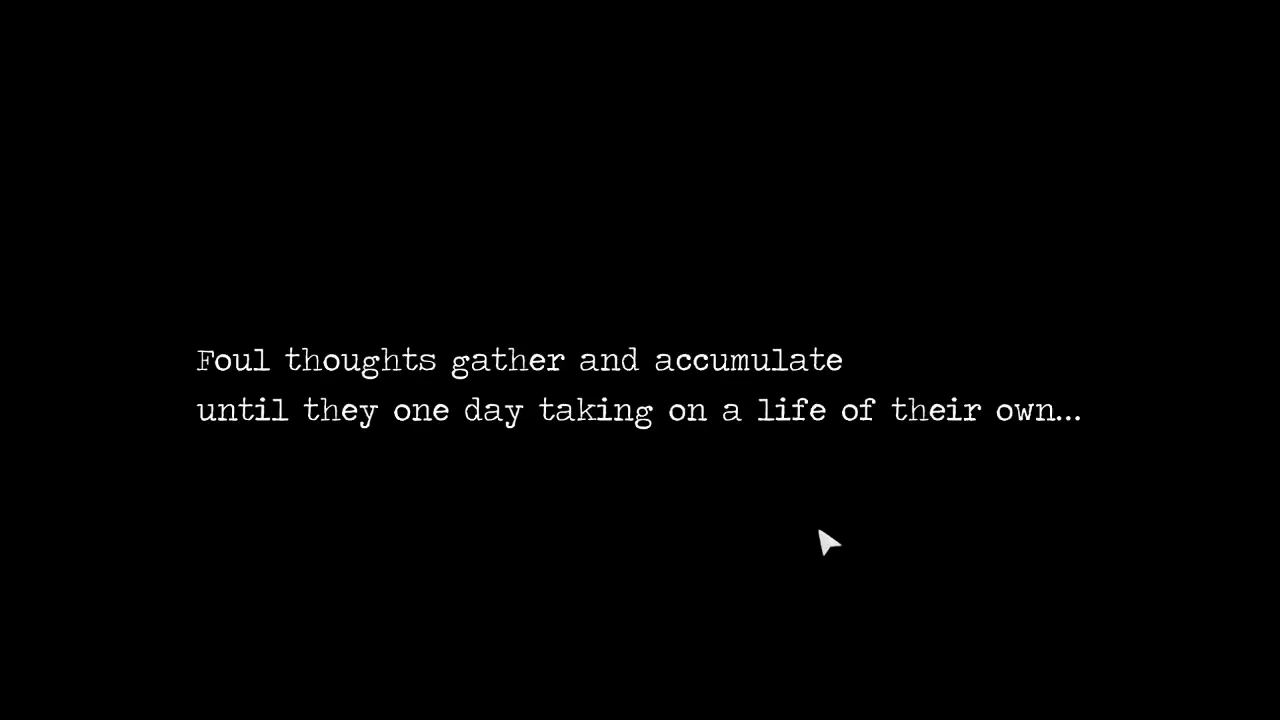 Foul thoughts gather and accumulate
until they one day taking on a life of their own...